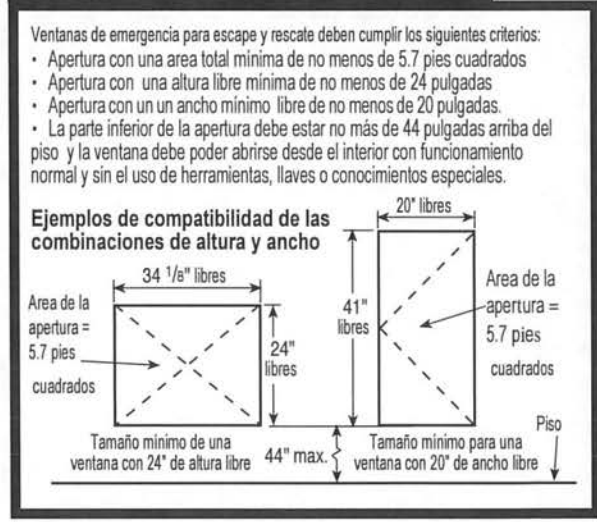 Ventanas de emergencia para escape y rescate deben cumplir los siguientes criterios:
· Apertura con una area total mínima de no menos de 5.7 pies cuadrados
· Apertura con una altura libre mínima de no menos de 24 pulgadas
· Apertura con un un ancho mínimo libre de no menos de 20 pulgadas.
· La parte inferior de la apertura debe estar no más de 44 pulgadas arriba del
piso y la ventana debe poder abrirse desde el interior con funcionamiento
normal y sin el uso de herramientas, llaves o conocimientos especiales.
Ejemplos de compatibilidad de las
combinaciones de altura y ancho
34 1/8" libres
Area de la
apertura =
5.7 pies
cuadrados
24"
libres
Tamaño mínimo de una
ventana con 24" de altura libre
20" libres
41"
libres
Area de la
apertura =
5.7 pies
cuadrados
44" max.
Tamaño mínimo para una
ventana con 20" de ancho libre
Piso